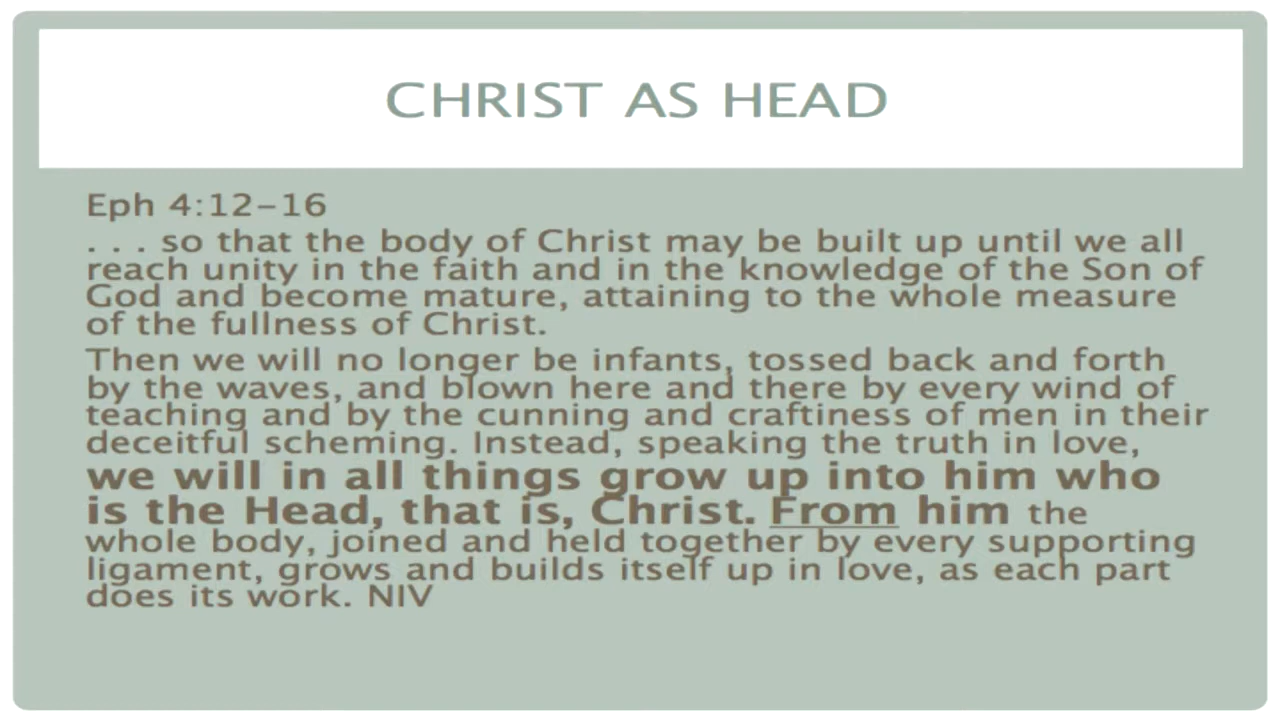 CHRIST AS HEAD
Eph 4:12–16
. . . so that the body of Christ may be built up until we all
reach unity in the faith and in the knowledge of the Son of
God and become mature, attaining to the whole measure
of the fullness of Christ.
Then we will no longer be infants, tossed back and forth
by the waves, and blown here and there by every wind of
teaching and by the cunning and craftiness of men in their
deceitful scheming. Instead, speaking the truth in love,
we will in all things grow up into him who
is the Head, that is, Christ. From him the
whole body, joined and held together by every supporting
ligament, grows and builds itself up in love, as each part
does its work. NIV